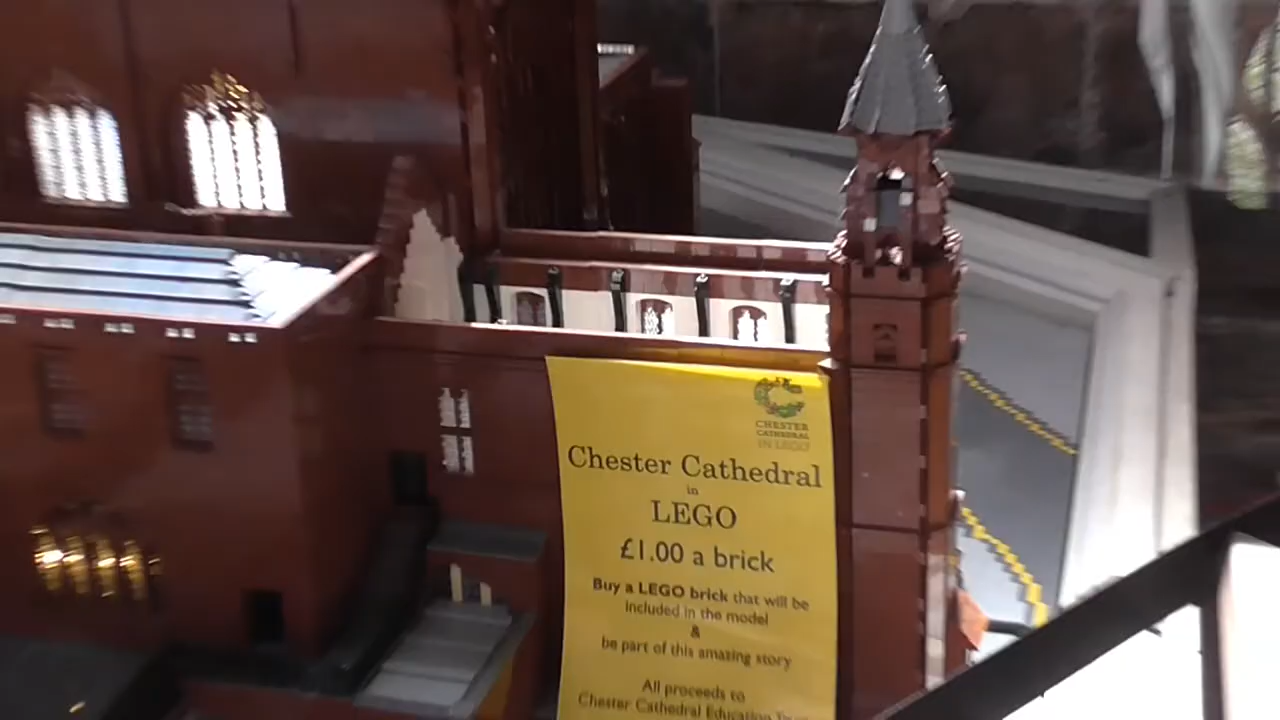 CHESTER
CATHEDRAL
IN LEGO
Chester Cathedral
in
LEGO
£1.00 a brick
Buy a LEGO brick that will be
included in the model
&
be part of this amazing story
All proceeds to
Chester Cathedral Education